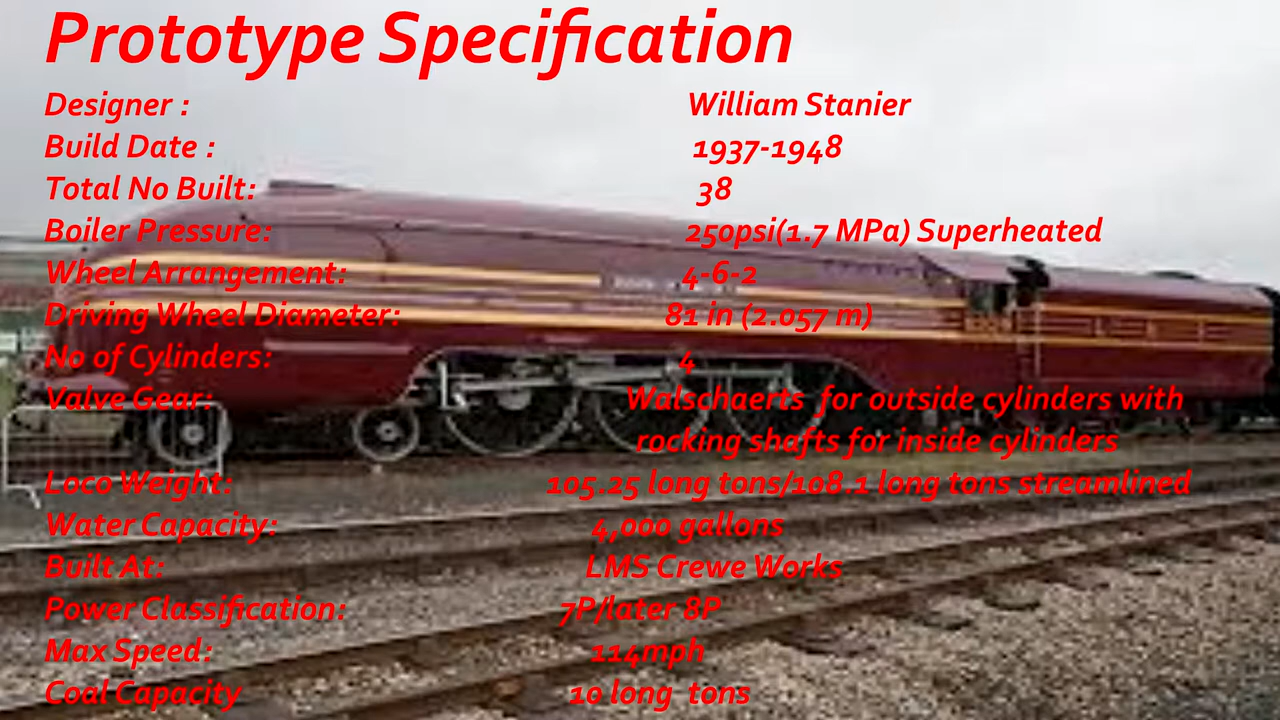 Prototype Specification
Designer : William Stanier
Build Date : 1937-1948
Total No Built: 38
Boiler Pressure: 250psi(1.7 MPa) Superheated
Wheel Arrangement: 4-6-2
Driving Wheel Diameter: 81 in (2.057 m)
No of Cylinders: 4
Valve Gear: Walschaerts for outside cylinders with
rocking shafts for inside cylinders
Loco Weight: 105.25 long tons/108.1 long tons streamlined
Water Capacity: 4,000 gallons
Built At: LMS Crewe Works
Power Classification: 7P/later 8P
Max Speed: 114mph
Coal Capacity 10 long tons